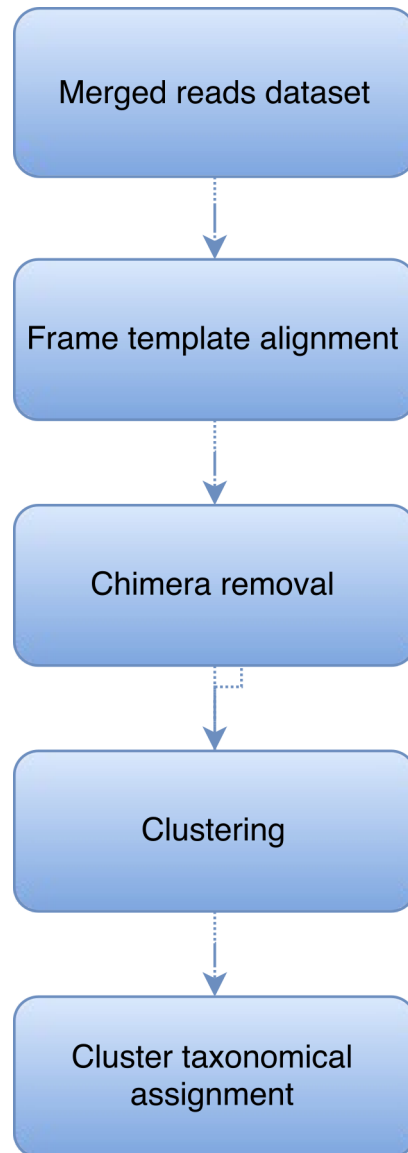 Merged reads dataset
Frame template alignment
Chimera removal
Clustering
Cluster taxonomical
assignment